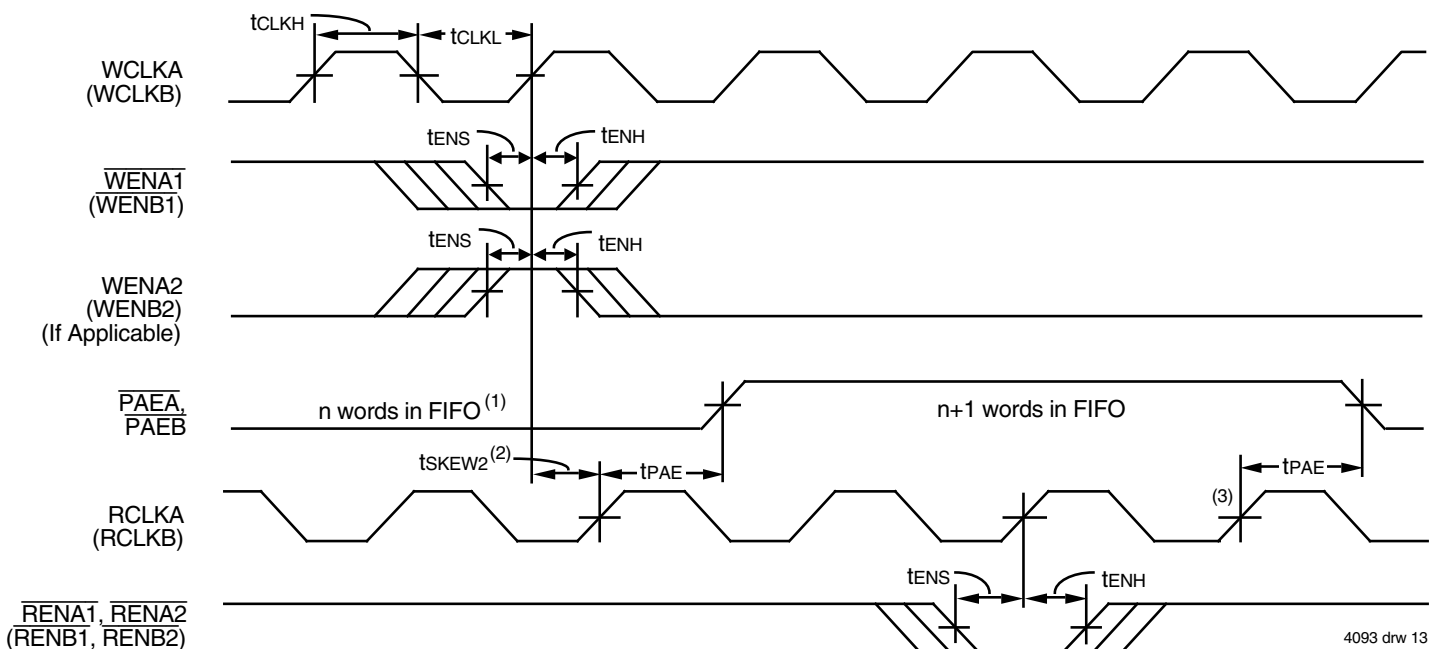 tCLKH
tCLKL
WCLKA
(WCLKB)
tENS
tENH
WENA1
(WENB1)
tENS
tENH
WENA2
(WENB2)
(If Applicable)
PAEA,
PAEB
n words in FIFO (1)
n+1 words in FIFO
tSKEW2 (2)
tPAE
tPAE
RCLKA
(RCLKB)
(3)
tENS
tENH
RENA1, RENA2
(RENB1, RENB2)
4093 drw 13